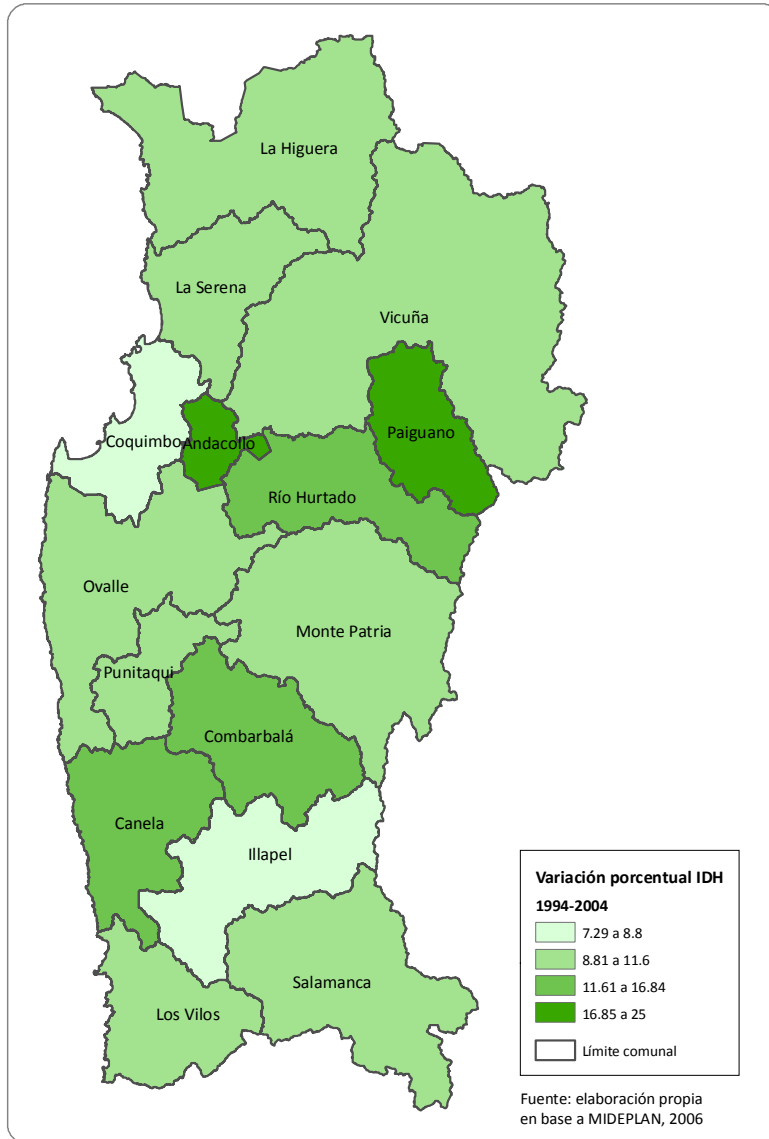 La Higuera
La Serena
Vicuña
Coquimbo
Andacollo
Paiguano
Río Hurtado
Ovalle
Monte Patria
Punitaqui
Combarbalá
Canela
Illapel
Salamanca
Los Vilos
Variación porcentual IDH
1994-2004
7.29 a 8.8
8.81 a 11.6
11.61 a 16.84
16.85 a 25
Límite comunal
Fuente: elaboración propia
en base a MIDEPLAN, 2006